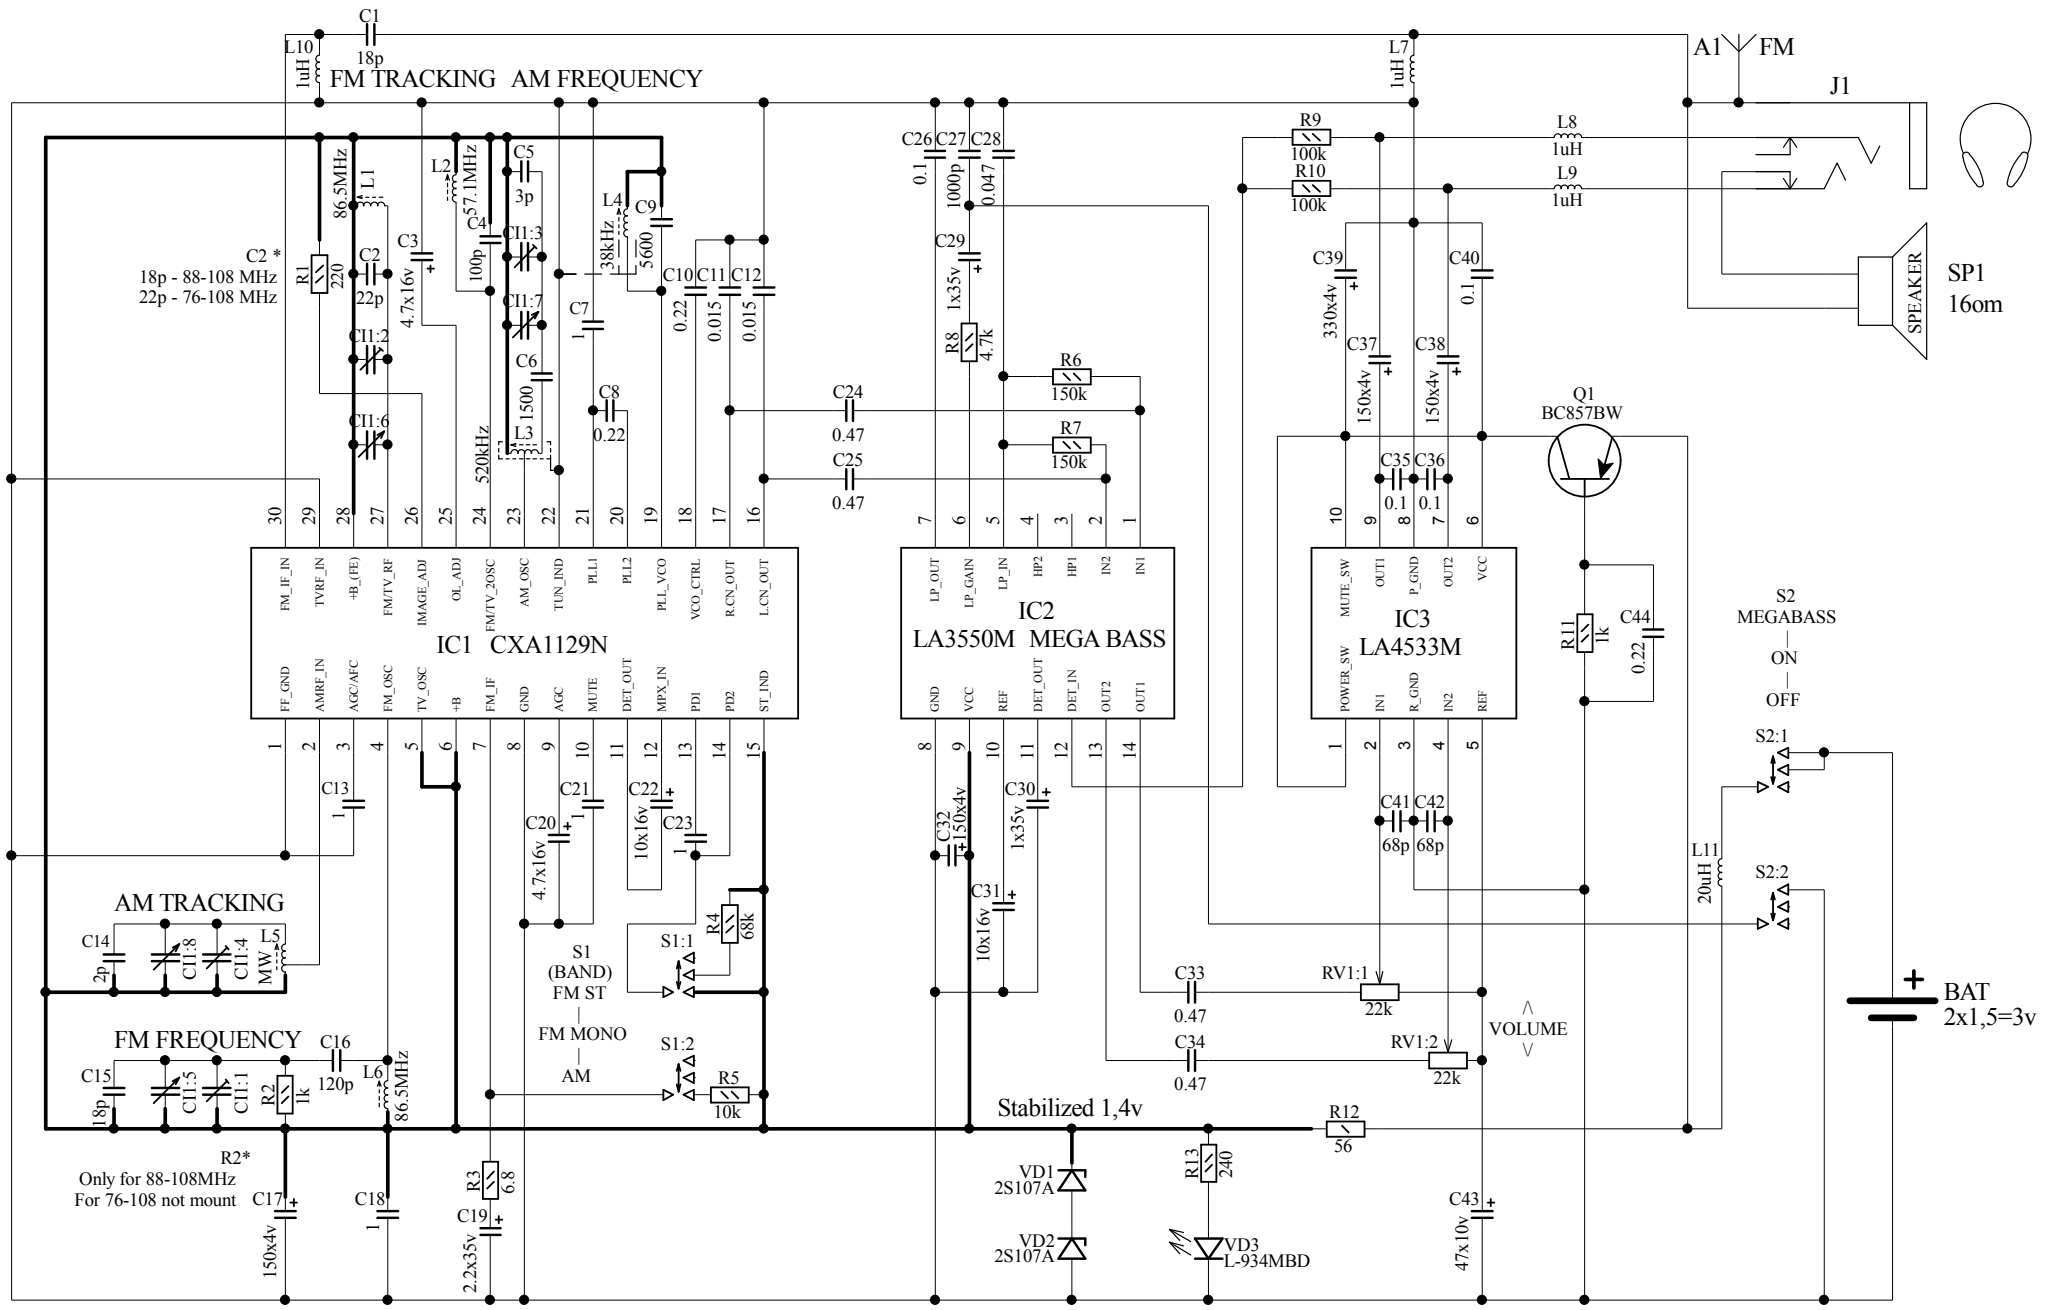 C1
18p
L10
1uH
FM TRACKING AM FREQUENCY
L7
1uH
A1 FM
J1
C2 *
18p - 88-108 MHz
22p - 76-108 MHz
R1
220
86.5MHz
L1
C2
22p
CI1:2
CI1:6
C3
4.7x16v
L2
57.1MHz
C4
100p
C5
3p
CI1:3
CI1:7
C6
1500
L3
520kHz
L4
38kHz
C9
5600
C7
1
C8
0.22
C10
0.22
C11
0.015
C12
0.015
C24
0.47
C25
0.47
C26
0.1
C27
1000p
C28
0.047
C29
1x35v
R8
4.7k
R6
150k
R7
150k
R9
100k
R10
100k
L8
1uH
L9
1uH
C39
330x4v
C40
0.1
C37
150x4v
C38
150x4v
C35
0.1
C36
0.1
Q1
BC857BW
SPEAKER
SP1
16om
30 29 28 27 26 25 24 23 22 21 20 19 18 17 16
FM_IF_IN
TVRF_IN
+B_(FE)
FM/TV_RF
IMAGE_ADJ
OL_ADJ
FM/TV_2OSC
AM_OSC
TUN_IND
PLL1
PLL2
PLL_VCO
VCO_CTRL
R.CN_OUT
L.CN_OUT
IC1 CXA1129N
FF_GND
AMRF_IN
AGC/AFC
FM_OSC
TV_OSC
+B
FM_IF
GND
AGC
MUTE
DET_OUT
MPX_IN
PD1
PD2
ST_IND
1 2 3 4 5 6 7 8 9 10 11 12 13 14 15
7 6 5 4 3 2 1
LP_OUT
LP_GAIN
LP_IN
HP2
HP1
IN2
IN1
IC2
LA3550M MEGA BASS
GND
VCC
REF
DET_OUT
DET_IN
OUT2
OUT1
8 9 10 11 12 13 14
10 9 8 7 6
MUTE_SW
OUT1
P_GND
OUT2
VCC
IC3
LA4533M
POWER_SW
IN1
R_GND
IN2
REF
1 2 3 4 5
R11
1k
C44
0.22
S2
MEGABASS
ON
OFF
S2:1
S2:2
L11
20uH
C13
1
C20
4.7x16v
C21
1
C22
10x16v
C23
1
R4
68k
C32
150x4v
C30
1x35v
C31
10x16v
C41
68p
C42
68p
AM TRACKING
C14
2p
CI1:8
CI1:4
L5
MW
S1
(BAND)
FM ST
FM MONO
AM
S1:1
S1:2
R5
10k
C33
0.47
C34
0.47
RV1:1
22k
RV1:2
22k
VOLUME
BAT
2x1,5=3v
FM FREQUENCY
C15
18p
CI1:5
CI1:1
R2
1k
C16
120p
L6
86.5MHz
R2*
Only for 88-108MHz
For 76-108 not mount
C17
150x4v
C18
1
R3
6.8
C19
2.2x35v
Stabilized 1,4v
VD1
2S107A
VD2
2S107A
R13
240
VD3
L-934MBD
R12
56
C43
47x10v